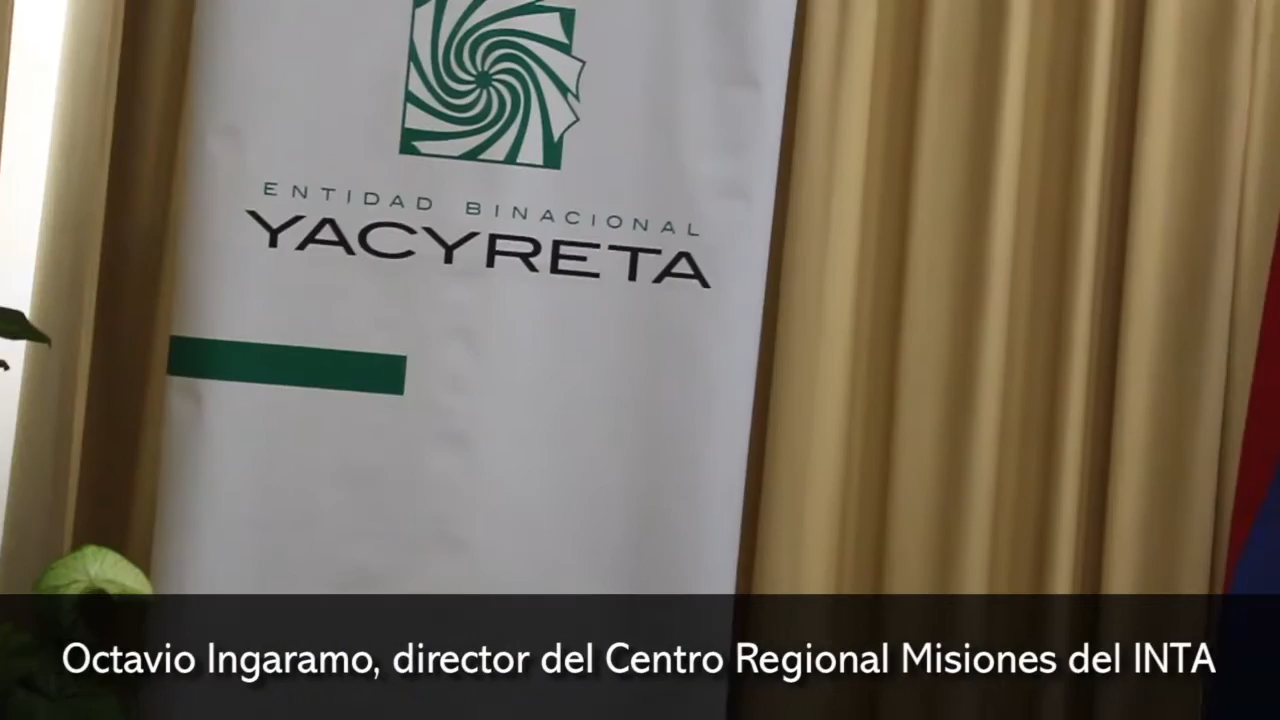 ENTIDAD BINACIONAL
YACYRETA
Octavio Ingaramo, director del Centro Regional Misiones del INTA